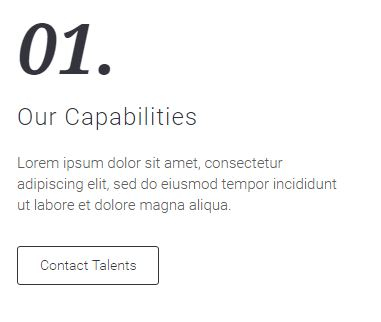 01.
Our Capabilities
Lorem ipsum dolor sit amet, consectetur
adipiscing elit, sed do eiusmod tempor incididunt
ut labore et dolore magna aliqua.
Contact Talents